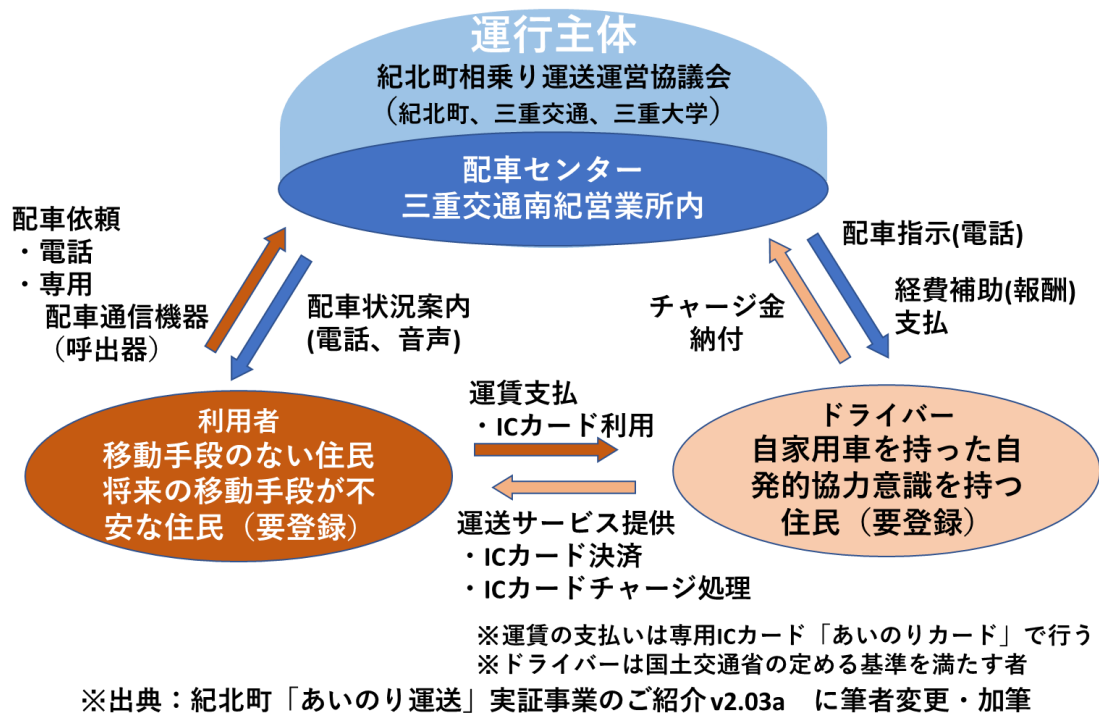 運行主体
紀北町相乗り運送運営協議会
（紀北町、三重交通、三重大学）
配車センター
三重交通南紀営業所内
配車依頼
・電話
・専用
配車通信機器
（呼出器）
配車状況案内
(電話、音声)
チャージ金
納付
配車指示(電話)
経費補助(報酬)
支払
利用者
移動手段のない住民
将来の移動手段が不
安な住民（要登録）
運賃支払
・ICカード利用
運送サービス提供
・ICカード決済
・ICカードチャージ処理
ドライバー
自家用車を持った自
発的協力意識を持つ
住民（要登録）
※運賃の支払いは専用ICカード「あいのりカード」で行う
※ドライバーは国土交通省の定める基準を満たす者
※出典：紀北町「あいのり運送」実証事業のご紹介v2.03a　に筆者変更・加筆